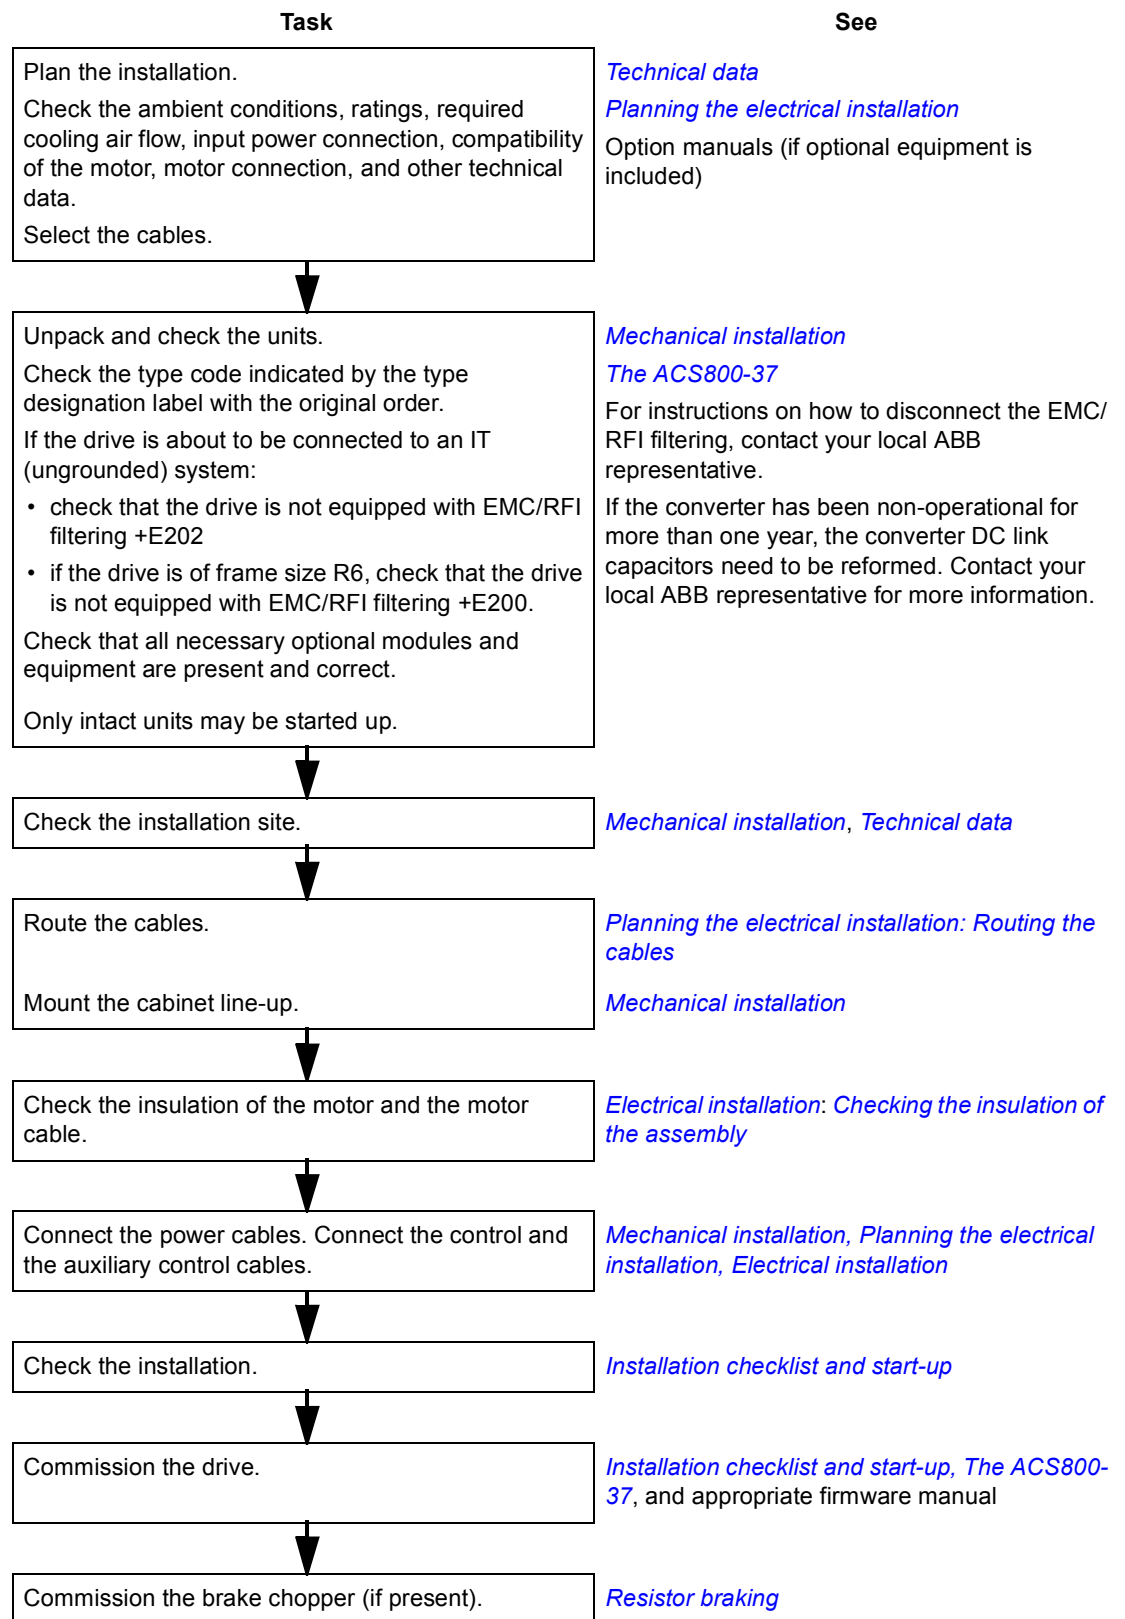 Task
See
Plan the installation.
Technical data
Check the ambient conditions, ratings, required
cooling air flow, input power connection, compatibility
of the motor, motor connection, and other technical
data.
Select the cables.
Planning the electrical installation
Option manuals (if optional equipment is
included)
Unpack and check the units.
Check the type code indicated by the type
designation label with the original order.
If the drive is about to be connected to an IT
(ungrounded) system:
• check that the drive is not equipped with EMC/RFI
filtering +E202
• if the drive is of frame size R6, check that the drive
is not equipped with EMC/RFI filtering +E200.
Check that all necessary optional modules and
equipment are present and correct.
Only intact units may be started up.
Mechanical installation
The ACS800-37
For instructions on how to disconnect the EMC/
RFI filtering, contact your local ABB
representative.
If the converter has been non-operational for
more than one year, the converter DC link
capacitors need to be reformed. Contact your
local ABB representative for more information.
Check the installation site.
Mechanical installation, Technical data
Route the cables.
Planning the electrical installation: Routing the
cables
Mount the cabinet line-up.
Mechanical installation
Check the insulation of the motor and the motor
cable.
Electrical installation: Checking the insulation of
the assembly
Connect the power cables. Connect the control and
the auxiliary control cables.
Mechanical installation, Planning the electrical
installation, Electrical installation
Check the installation.
Installation checklist and start-up
Commission the drive.
Installation checklist and start-up, The ACS800-
37, and appropriate firmware manual
Commission the brake chopper (if present).
Resistor braking